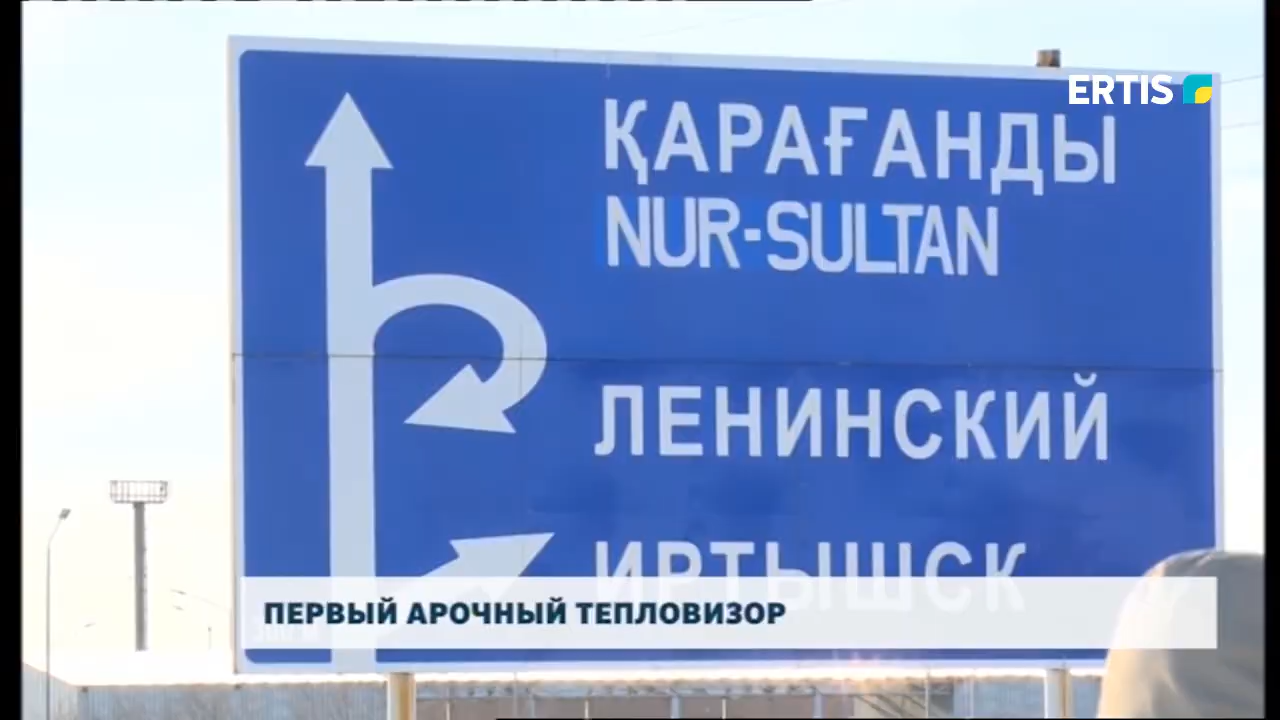 ERTIS
ҚАРАҒАНДЫ
NUR-SULTAN
ЛЕНИНСКИЙ
ИРТЫШСК
ПЕРВЫЙ АРОЧНЫЙ ТЕПЛОВИЗОР